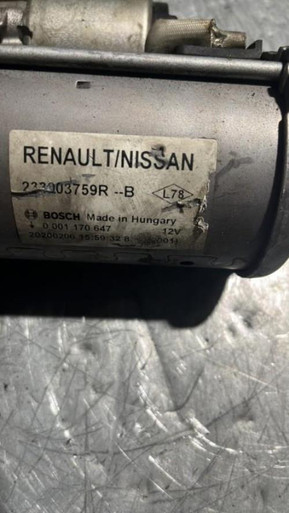 RENAULT/NISSAN
233003759R --B L78
BOSCH Made in Hungary
0 001 170 647 12V